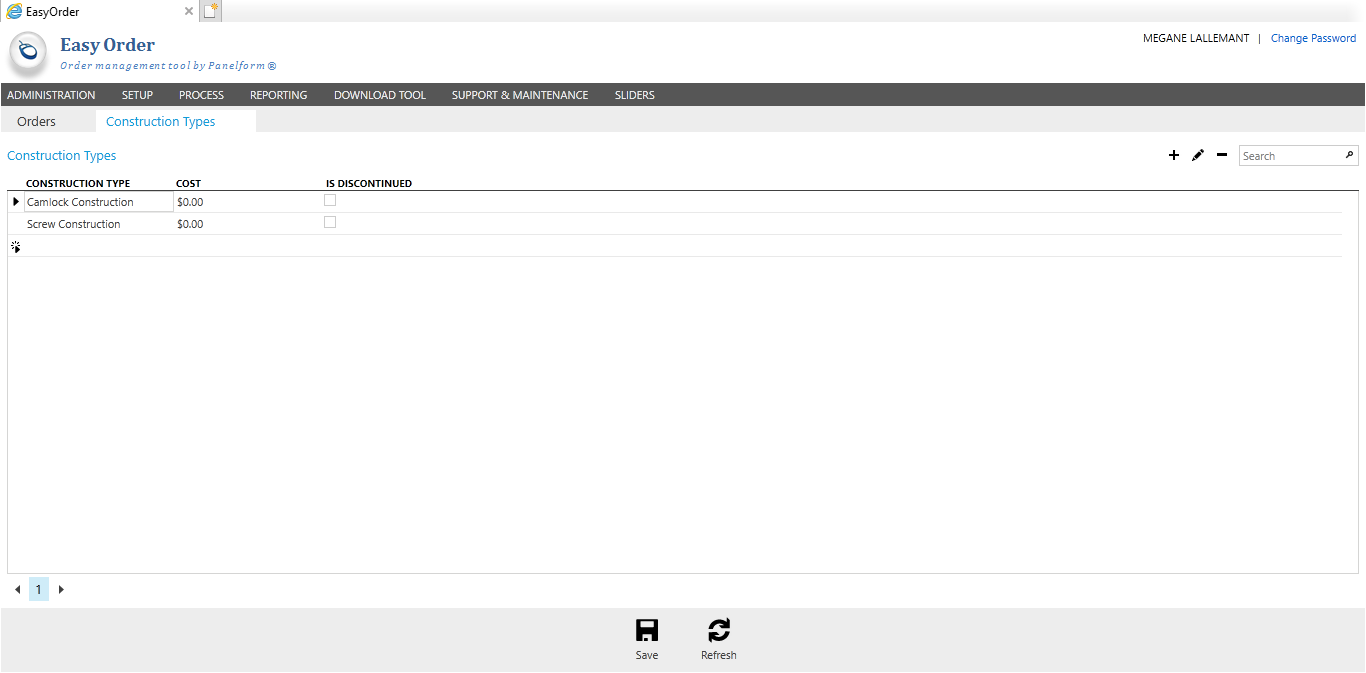 EasyOrder
Easy Order
Order management tool by Panelform ®
MEGANE LALLEMANT | Change Password
ADMINISTRATION SETUP PROCESS REPORTING DOWNLOAD TOOL SUPPORT & MAINTENANCE SLIDERS
Orders Construction Types
Construction Types
Search
CONSTRUCTION TYPE COST IS DISCONTINUED
Camlock Construction $0.00
Screw Construction $0.00
1
Save Refresh